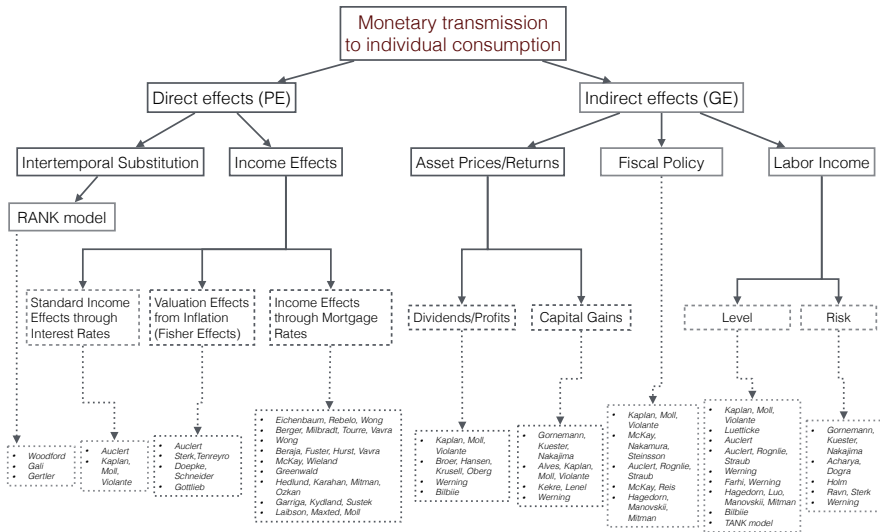 Monetary transmission
to individual consumption
Direct effects (PE)
Indirect effects (GE)
Intertemporal Substitution
Income Effects
Asset Prices/Returns
Fiscal Policy
Labor Income
RANK model
Standard Income
Effects through
Interest Rates
Valuation Effects
from Inflation
(Fisher Effects)
Income Effects
through Mortgage
Rates
Dividends/Profits
Capital Gains
Level
Risk
• Woodford
• Gali
• Gertler
• Auclert
• Kaplan,
Moll,
Violante
• Auclert
• Sterk,Tenreyro
• Doepke,
Schneider
• Gottlieb
• Eichenbaum, Rebelo, Wong
• Berger, Milbradt, Tourre, Vavra
• Wong
• Beraja, Fuster, Hurst, Vavra
• McKay, Wieland
• Greenwald
• Hedlund, Karahan, Mitman,
Ozkan
• Garriga, Kydland, Sustek
• Laibson, Maxted, Moll
• Kaplan, Moll,
Violante
• Broer, Hansen,
Krusell, Oberg
• Werning
• Bilbiie
• Gornemann,
Kuester,
Nakajima
• Alves, Kaplan,
Moll, Violante
• Kekre, Lenel
• Werning
• Kaplan, Moll,
Violante
• McKay,
Nakamura,
Steinsson
• Auclert, Rognlie,
Straub
• McKay, Reis
• Hagedorn,
Manovskii,
Mitman
• Kaplan, Moll,
Violante
• Luetticke
• Auclert
• Auclert, Rognlie,
Straub
• Werning
• Farhi, Werning
• Hagedorn, Luo,
Manovskii, Mitman
• Bilbiie
• TANK model
• Gornemann,
Kuester,
Nakajima
• Acharya,
Dogra
• Holm
• Ravn, Sterk
• Werning